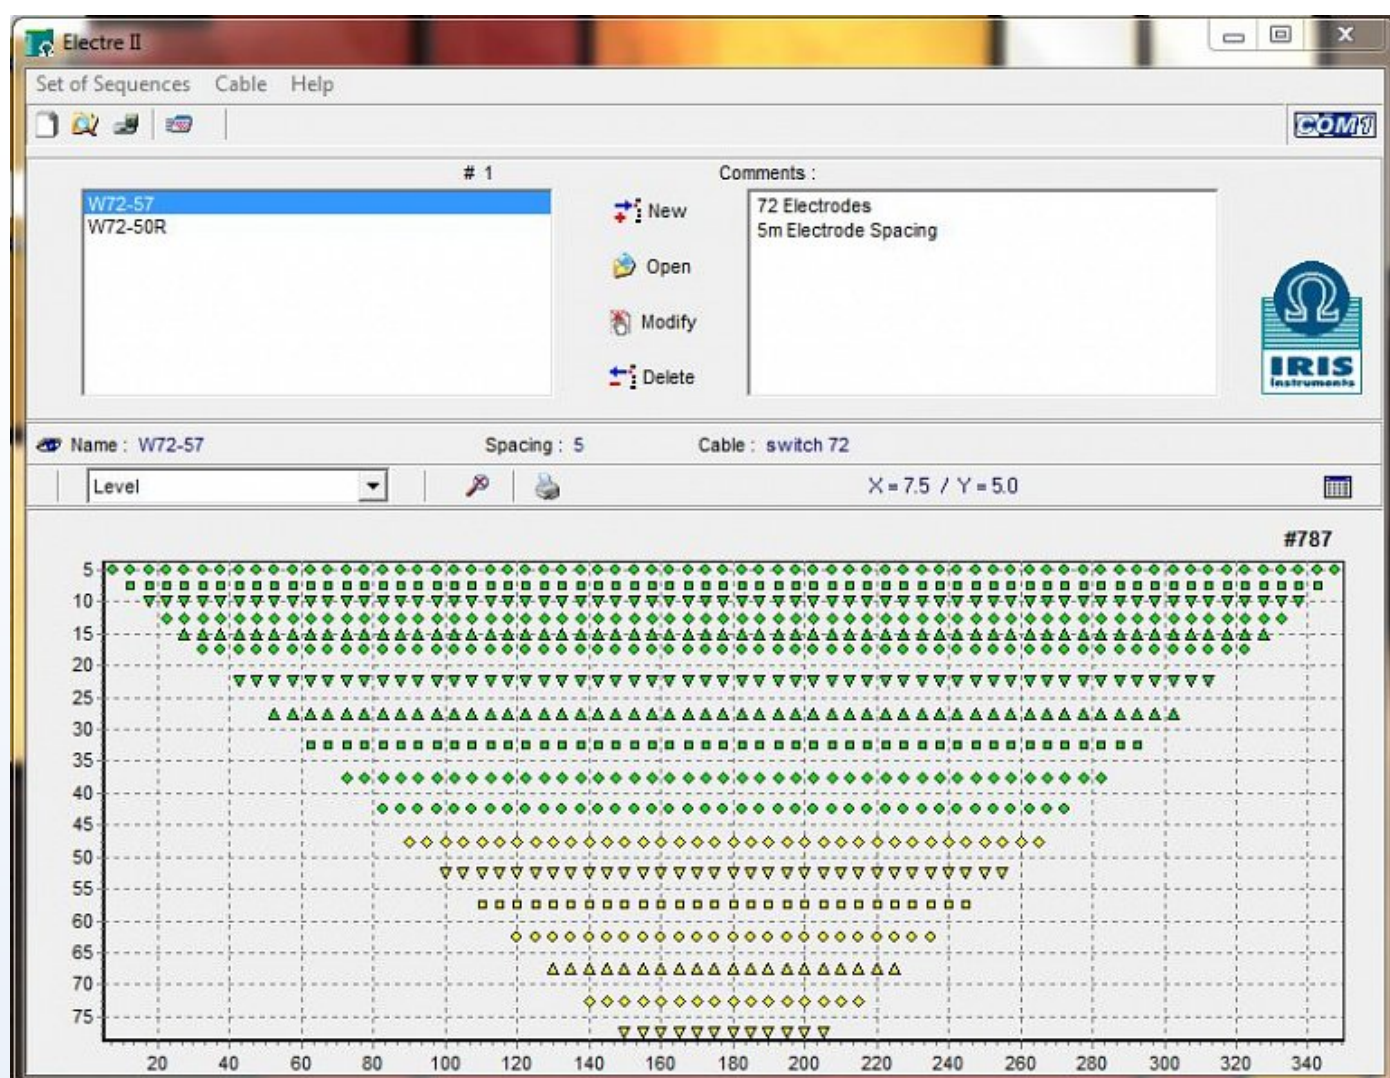 Electre II
Set of Sequences Cable Help
COM1
# 1
Comments :
W72-57
W72-50R
New
Open
Modify
Delete
72 Electrodes
5m Electrode Spacing
IRIS
Instruments
Name : W72-57 Spacing : 5 Cable : switch 72
Level
X = 7.5 / Y = 5.0
#787
5
10
15
20
25
30
35
40
45
50
55
60
65
70
75
20 40 60 80 100 120 140 160 180 200 220 240 260 280 300 320 340